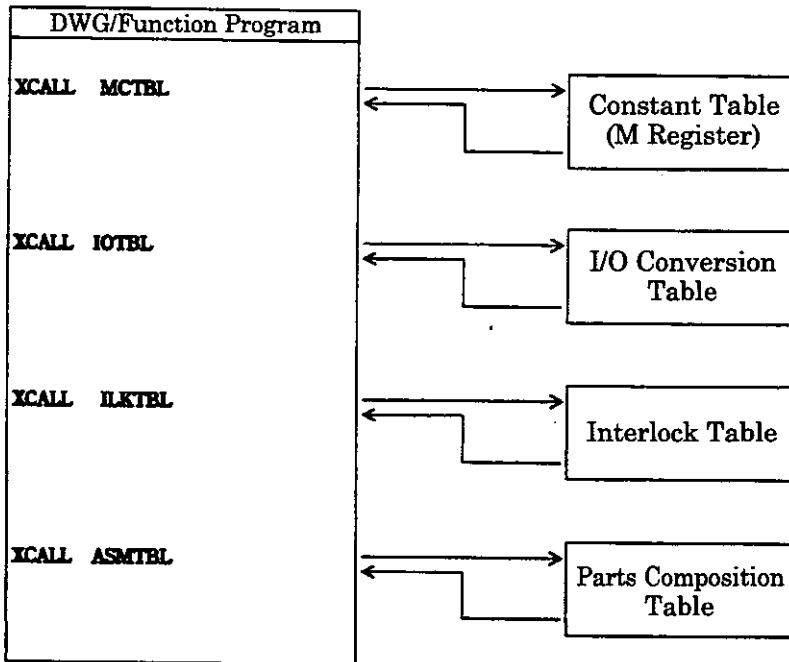 DWG/Function Program
XCALL MCTBL
Constant Table
(M Register)
XCALL IOTBL
I/O Conversion
Table
XCALL ILKTBL
Interlock Table
XCALL ASMTBL
Parts Composition
Table